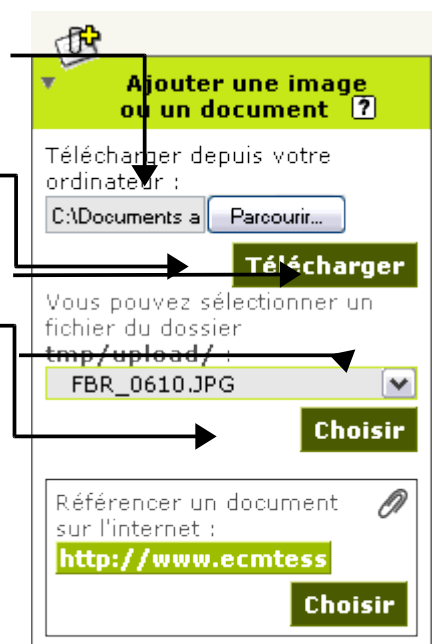 Ajouter une image
ou un document ?
Télécharger depuis votre
ordinateur :
C:\Documents a Parcourir...
Télécharger
Vous pouvez sélectionner un
fichier du dossier
tmp/upload/ :
FBR_0610.JPG
Choisir
Référencer un document
sur l'internet :
http://www.ecmtess
Choisir